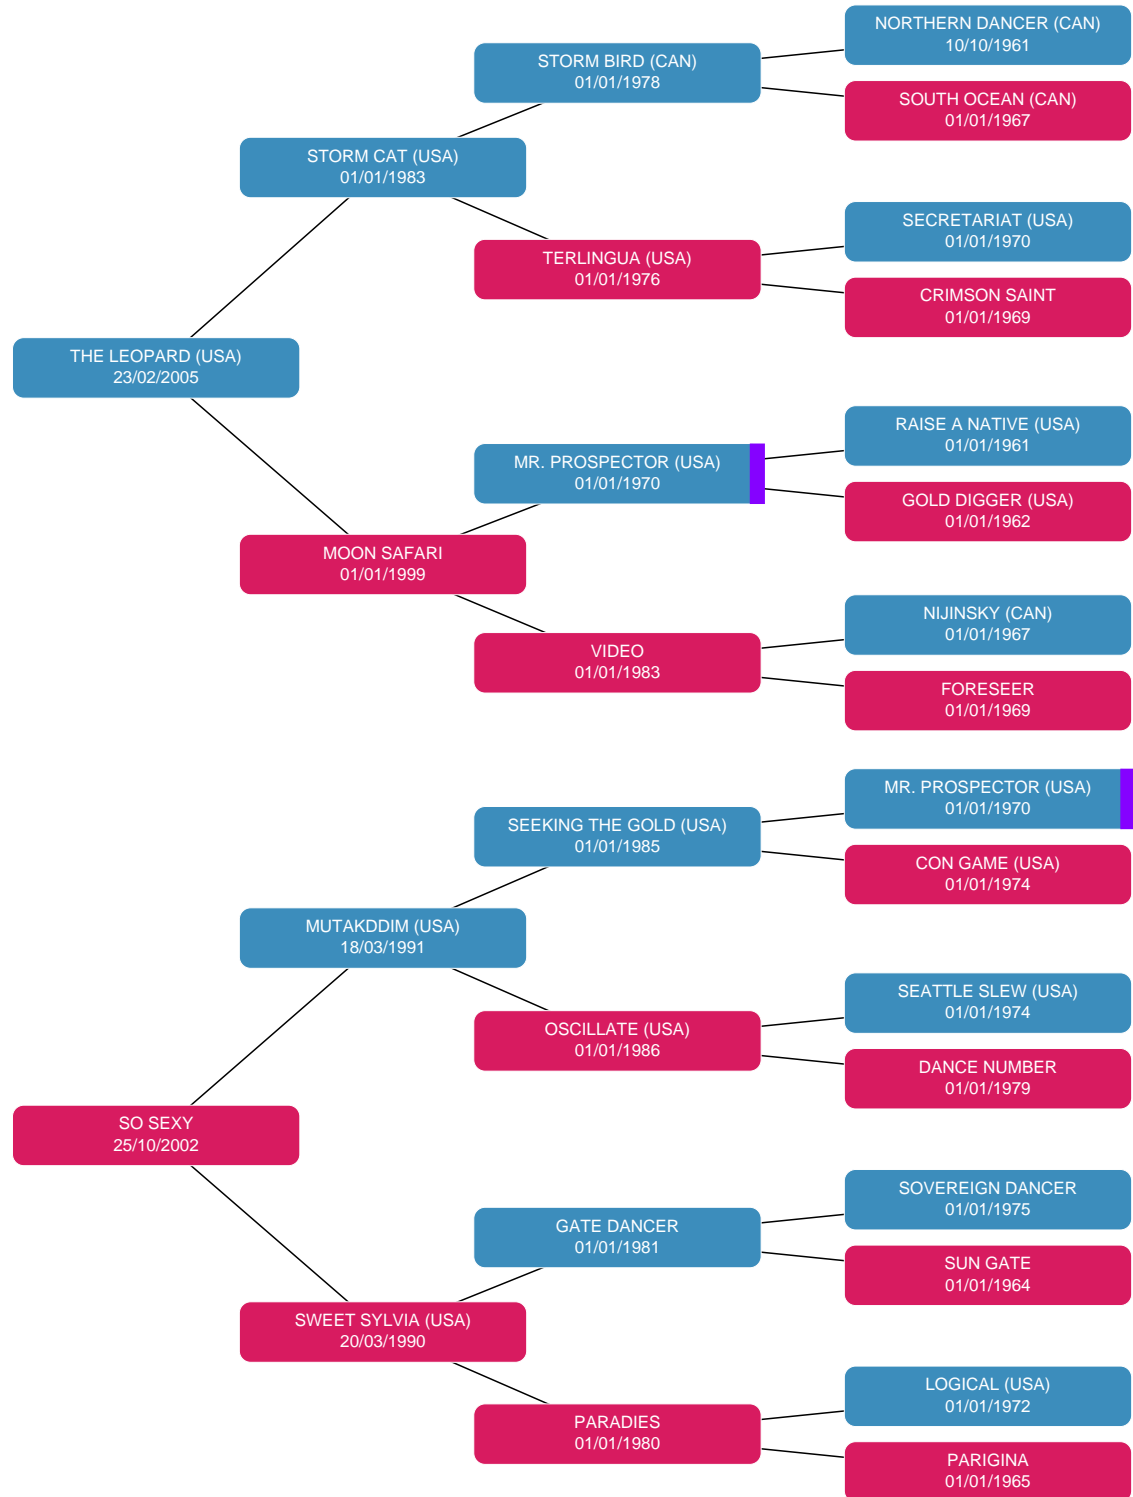 NORTHERN DANCER (CAN)
10/10/1961
STORM BIRD (CAN)
01/01/1978
SOUTH OCEAN (CAN)
01/01/1967
STORM CAT (USA)
01/01/1983
SECRETARIAT (USA)
01/01/1970
TERLINGUA (USA)
01/01/1976
CRIMSON SAINT
01/01/1969
THE LEOPARD (USA)
23/02/2005
RAISE A NATIVE (USA)
01/01/1961
MR. PROSPECTOR (USA)
01/01/1970
GOLD DIGGER (USA)
01/01/1962
MOON SAFARI
01/01/1999
NIJINSKY (CAN)
01/01/1967
VIDEO
01/01/1983
FORESEER
01/01/1969
MR. PROSPECTOR (USA)
01/01/1970
SEEKING THE GOLD (USA)
01/01/1985
CON GAME (USA)
01/01/1974
MUTAKDDIM (USA)
18/03/1991
SEATTLE SLEW (USA)
01/01/1974
OSCILLATE (USA)
01/01/1986
DANCE NUMBER
01/01/1979
SO SEXY
25/10/2002
SOVEREIGN DANCER
01/01/1975
GATE DANCER
01/01/1981
SUN GATE
01/01/1964
SWEET SYLVIA (USA)
20/03/1990
LOGICAL (USA)
01/01/1972
PARADIES
01/01/1980
PARIGINA
01/01/1965